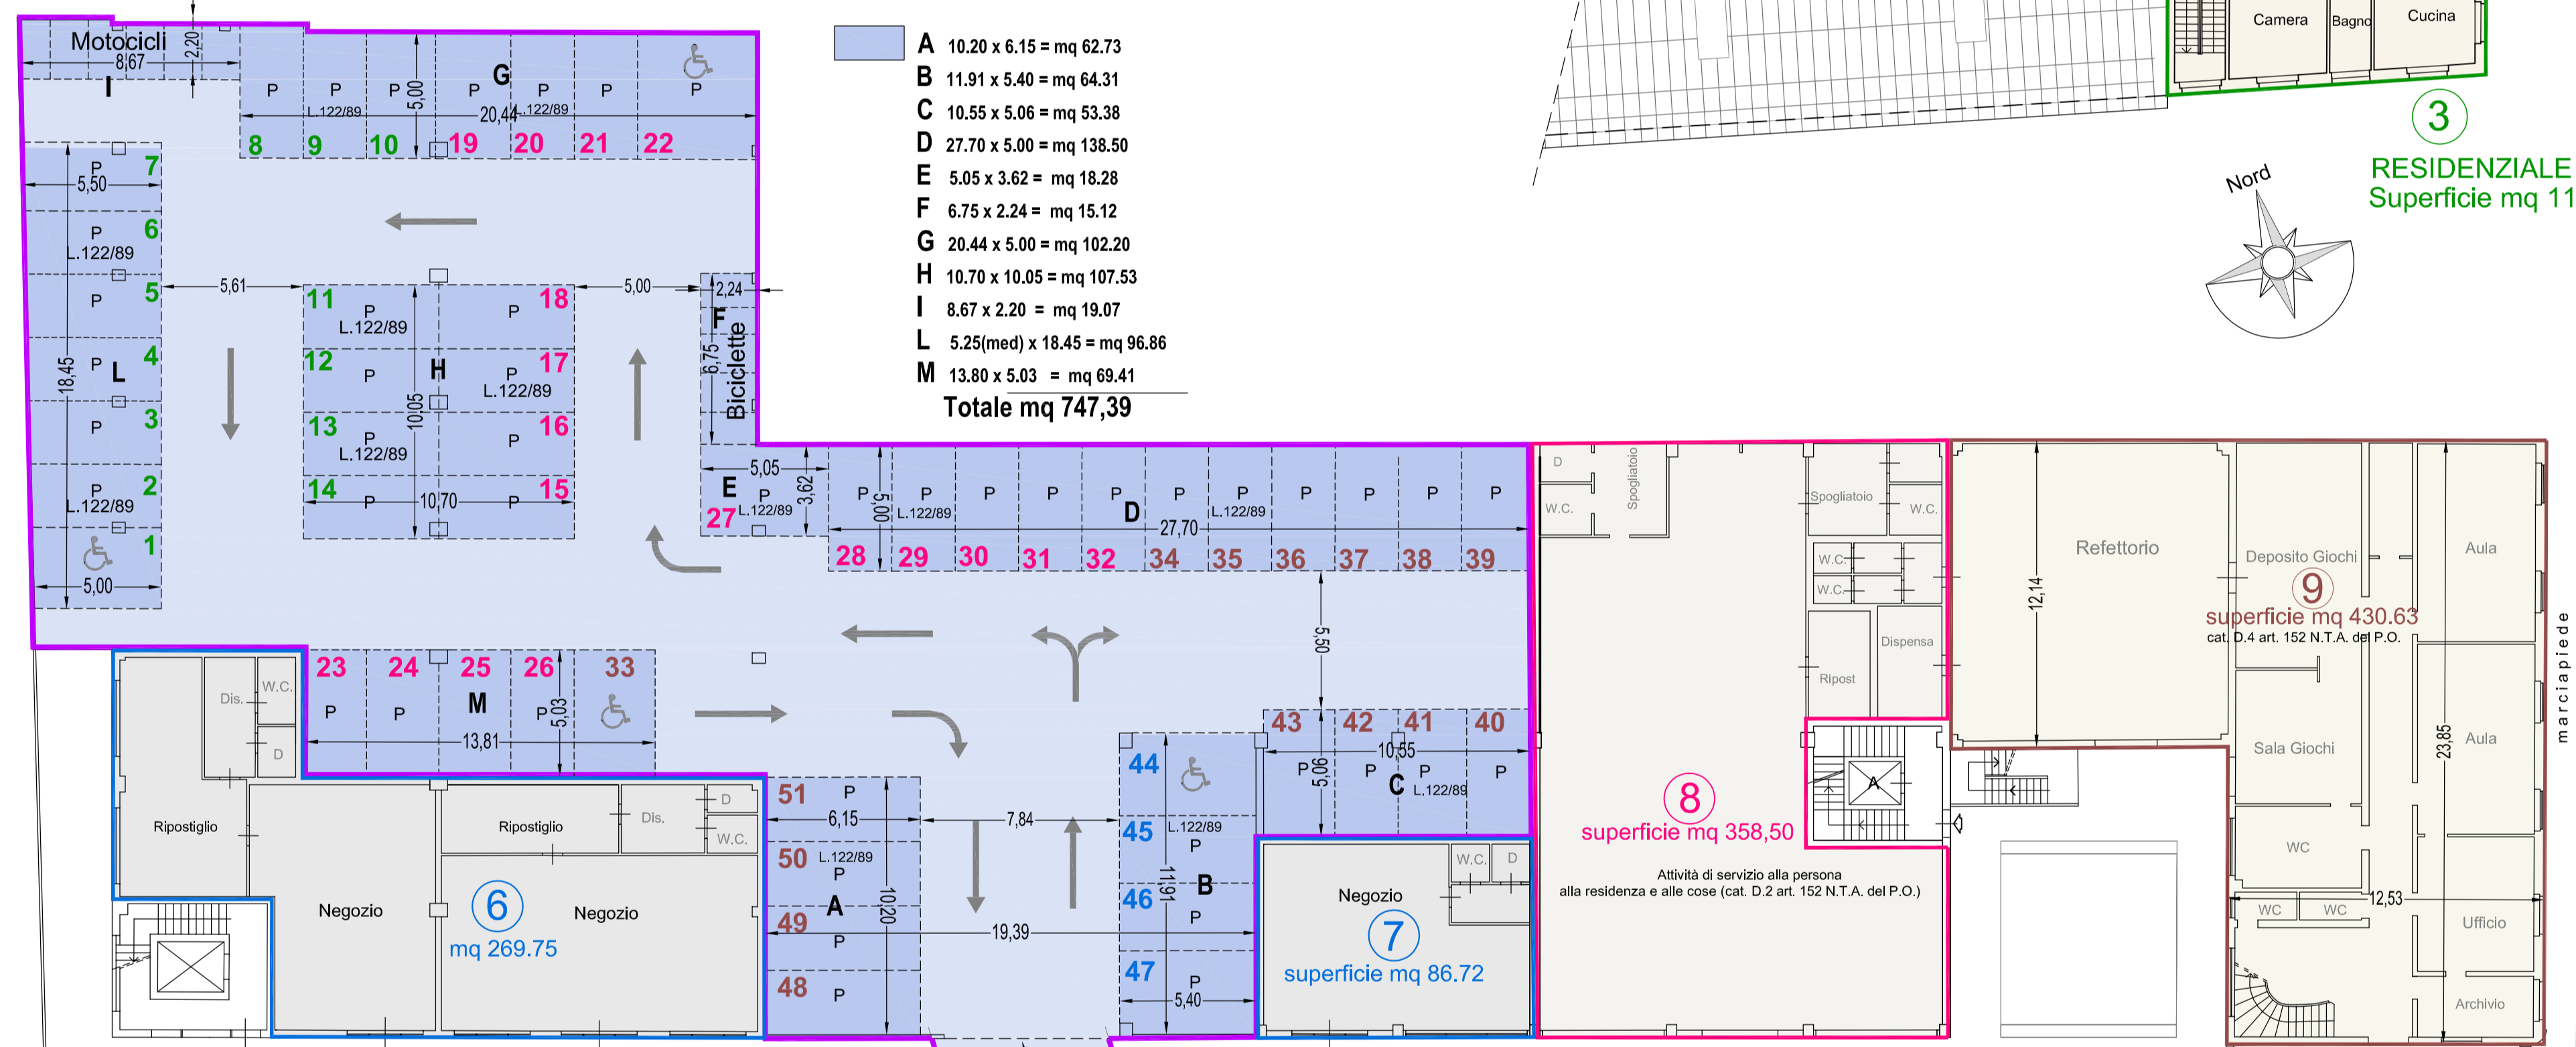 Motocicli
8,67
2,20
I
G
P
P
P
P
P
P
P
L.122/89
5,00
20,44
L.122/89
8
9
10
19
20
21
22
A 10.20 x 6.15 = mq 62.73
B 11.91 x 5.40 = mq 64.31
C 10.55 x 5.06 = mq 53.38
D 27.70 x 5.00 = mq 138.50
E 5.05 x 3.62 = mq 18.28
F 6.75 x 2.24 = mq 15.12
G 20.44 x 5.00 = mq 102.20
H 10.70 x 10.05 = mq 107.53
I 8.67 x 2.20 = mq 19.07
L 5.25(med) x 18.45 = mq 96.86
M 13.80 x 5.03 = mq 69.41
Totale mq 747,39
Camera
Bagno
Cucina
3
RESIDENZIALE
Superficie mq 11
Nord
P
7
5,50
P
6
L.122/89
P
5
P
4
L
18,45
P
3
P
2
L.122/89
1
5,00
5,61
5,00
2,24
11
P
L.122/89
P
18
12
P
H
P
17
L.122/89
10,05
13
P
L.122/89
P
16
14
P
10,70
P
15
F
6,75
Biciclette
5,05
E
P
3,62
27
L.122/89
P
5,00
P
L.122/89
P
P
P
D
P
P
L.122/89
P
P
P
P
27,70
28
29
30
31
32
34
35
36
37
38
39
5,50
23
24
25
26
33
P
P
M
P
5,03
13,81
43
42
41
40
10,55
P
5,06
P
P
C
L.122/89
P
44
45
L.122/89
P
46
11,91
B
P
47
P
5,40
51
P
6,15
7,84
50
L.122/89
P
A
10,20
49
P
19,39
48
P
Dis.
W.C.
D
Ripostiglio
Ripostiglio
Dis.
D
W.C.
Negozio
6
Negozio
mq 269.75
W.C.
D
Negozio
7
superficie mq 86.72
D
W.C.
Spogliatoio
Spogliatoio
W.C.
W.C.
W.C.
Ripost
Dispensa
A
8
superficie mq 358,50
Attività di servizio alla persona
alla residenza e alle cose (cat. D.2 art. 152 N.T.A. del P.O.)
Refettorio
12,14
Deposito Giochi
Aula
9
superficie mq 430.63
cat. D.4 art. 152 N.T.A. del P.O.
Sala Giochi
23,85
Aula
WC
WC
WC
12,53
Ufficio
Archivio
marciapiede